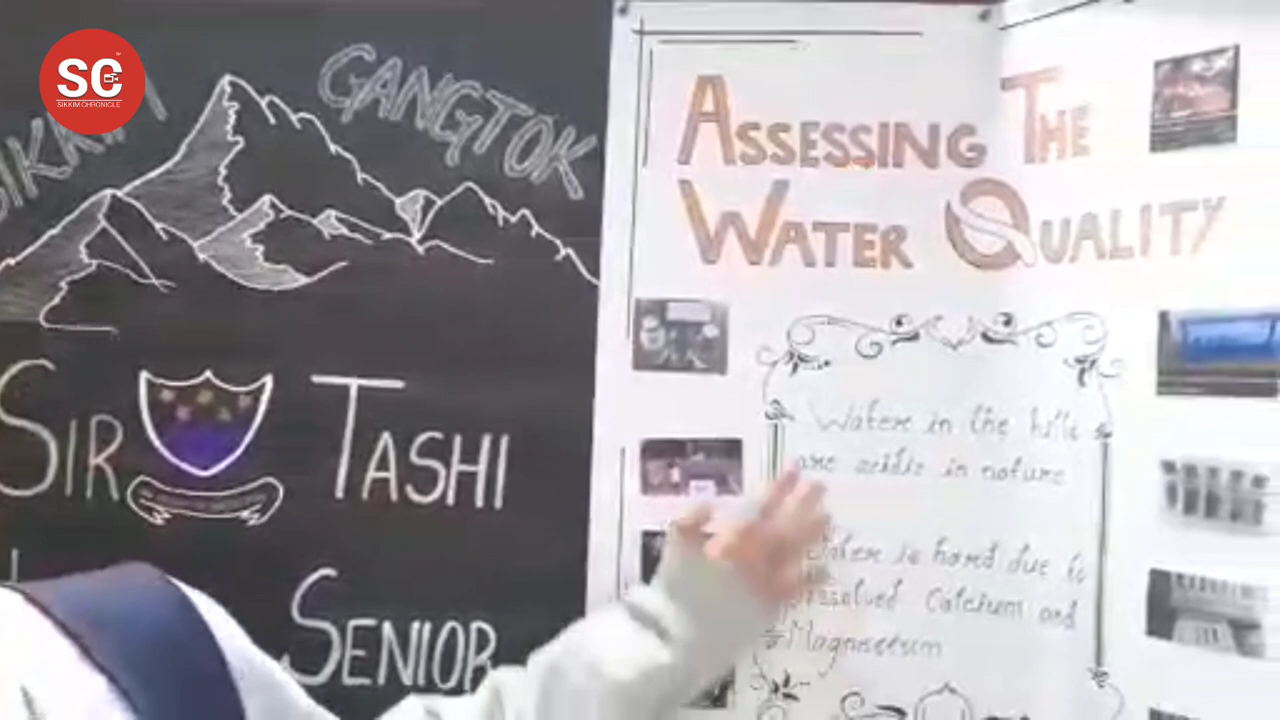 SC
SIKKIM CHRONICLE
SIKKIM
GANGTOK
SIR TASHI
SENIOR
ASSESSING THE
WATER QUALITY
Water in the hills
are acidic in nature
Water is hard due to
dissolved Calcium and
Magnesium